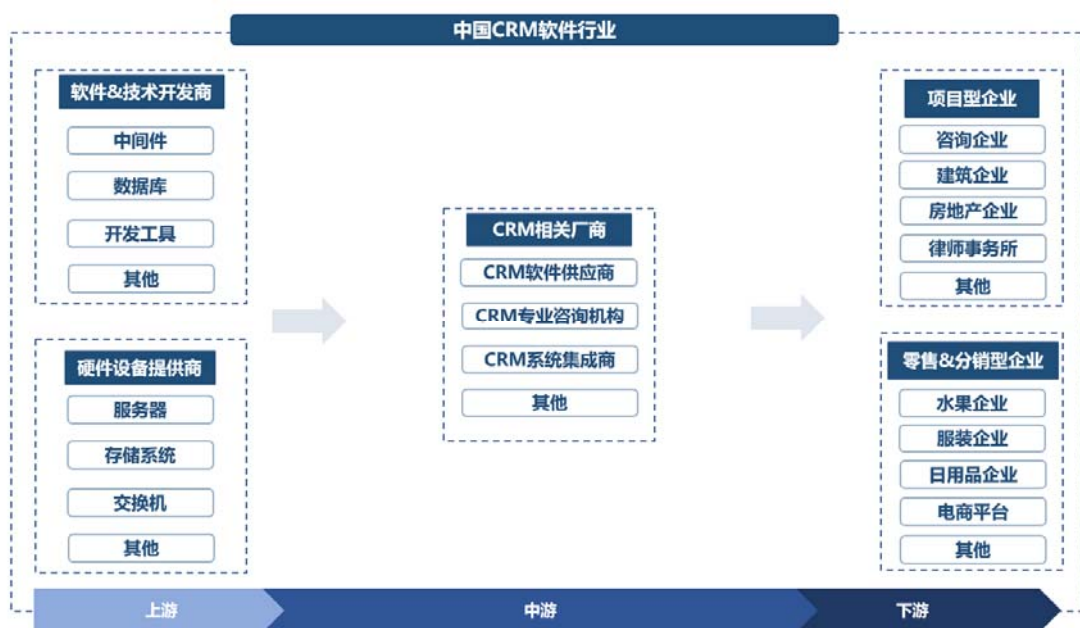 中国CRM软件行业
软件&技术开发商
中间件
数据库
开发工具
其他
硬件设备提供商
服务器
存储系统
交换机
其他
CRM相关厂商
CRM软件供应商
CRM专业咨询机构
CRM系统集成商
其他
项目型企业
咨询企业
建筑企业
房地产企业
律师事务所
其他
零售&分销型企业
水果企业
服装企业
日用品企业
电商平台
其他
上游
中游
下游